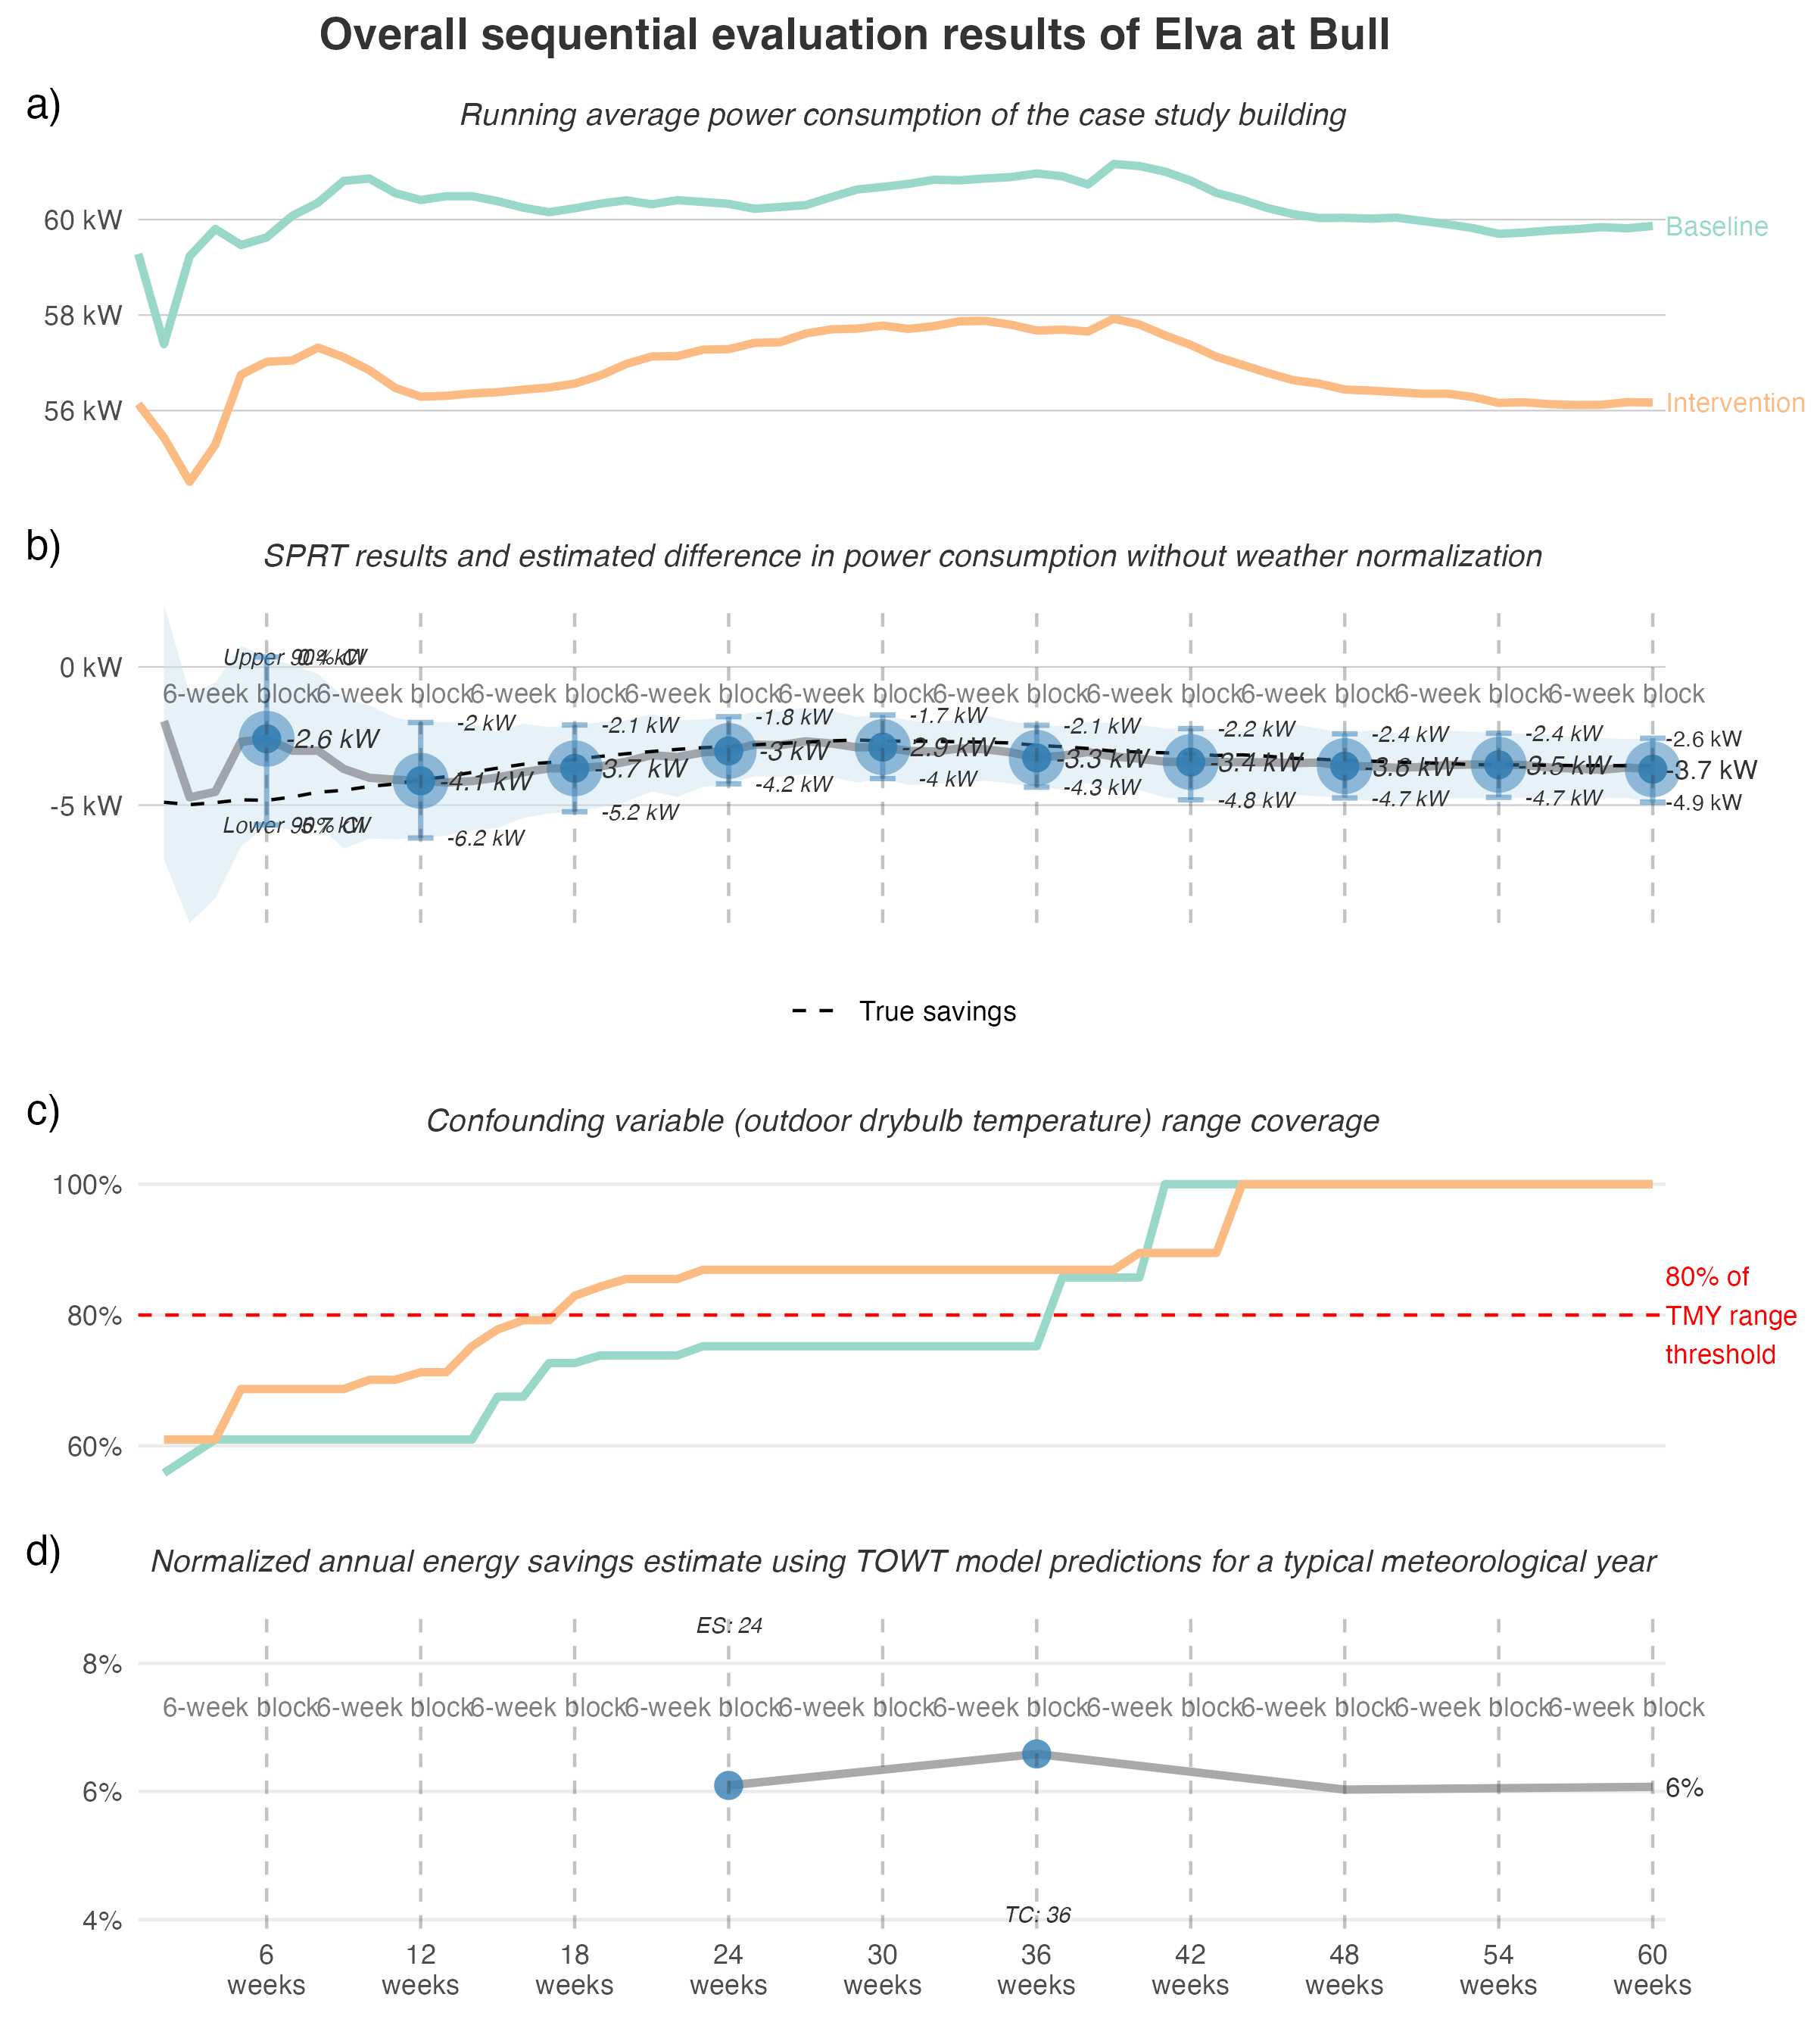 Overall sequential evaluation results of Elva at Bull
a)
Running average power consumption of the case study building
60 kW
58 kW
56 kW
Baseline
Intervention
b)
SPRT results and estimated difference in power consumption without weather normalization
0 kW
-5 kW
Upper 90% CI
0.4 kW
6-week block 6-week block 6-week block 6-week block 6-week block 6-week block 6-week block 6-week block 6-week block 6-week block
-2 kW
-2.1 kW
-1.8 kW
-1.7 kW
-2.1 kW
-2.2 kW
-2.4 kW
-2.4 kW
-2.6 kW
-2.6 kW
-4.1 kW
-3.7 kW
-3 kW
-2.9 kW
-3.3 kW
-3.4 kW
-3.6 kW
-3.5 kW
-3.7 kW
Lower 90% CI
-6.2 kW
-5.2 kW
-4.2 kW
-4 kW
-4.3 kW
-4.8 kW
-4.7 kW
-4.7 kW
-4.9 kW
True savings
c)
Confounding variable (outdoor drybulb temperature) range coverage
100%
80%
60%
80% of
TMY range
threshold
d)
Normalized annual energy savings estimate using TOWT model predictions for a typical meteorological year
ES: 24
8%
6-week block 6-week block 6-week block 6-week block 6-week block 6-week block 6-week block 6-week block 6-week block 6-week block
6%
6%
4%
TC: 36
6 12 18 24 30 36 42 48 54 60
weeks weeks weeks weeks weeks weeks weeks weeks weeks weeks